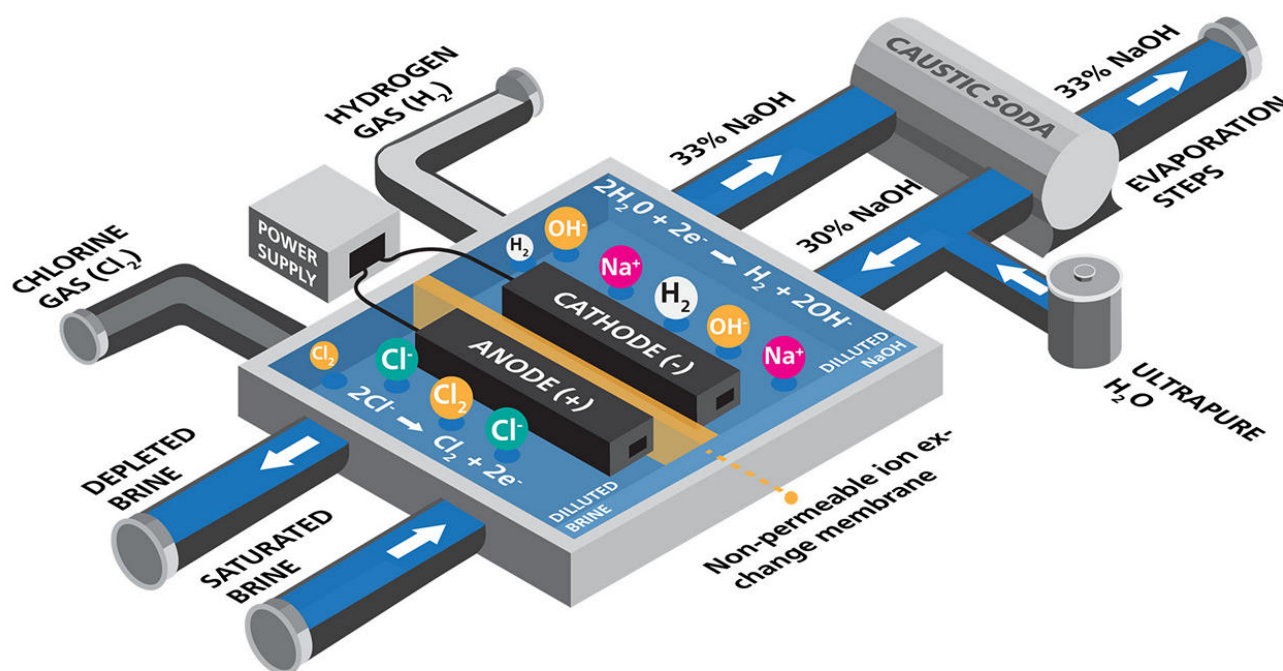 HYDROGEN
GAS (H₂)
33% NaOH
CAUSTIC SODA
33% NaOH
EVAPORATION
STEPS
30% NaOH
ULTRAPURE
H₂O
POWER
SUPPLY
CHLORINE
GAS (Cl₂)
2H₂0 + 2e⁻ → H₂ + 2OH⁻
H₂
OH⁻
Na⁺
H₂
OH⁻
Na⁺
DILLUTED
NaOH
CATHODE (-)
ANODE (+)
Cl₂
Cl⁻
Cl₂
Cl⁻
2Cl⁻ → Cl₂ + 2e⁻
DILLUTED
BRINE
DEPLETED
BRINE
SATURATED
BRINE
Non-permeable ion ex-
change membrane